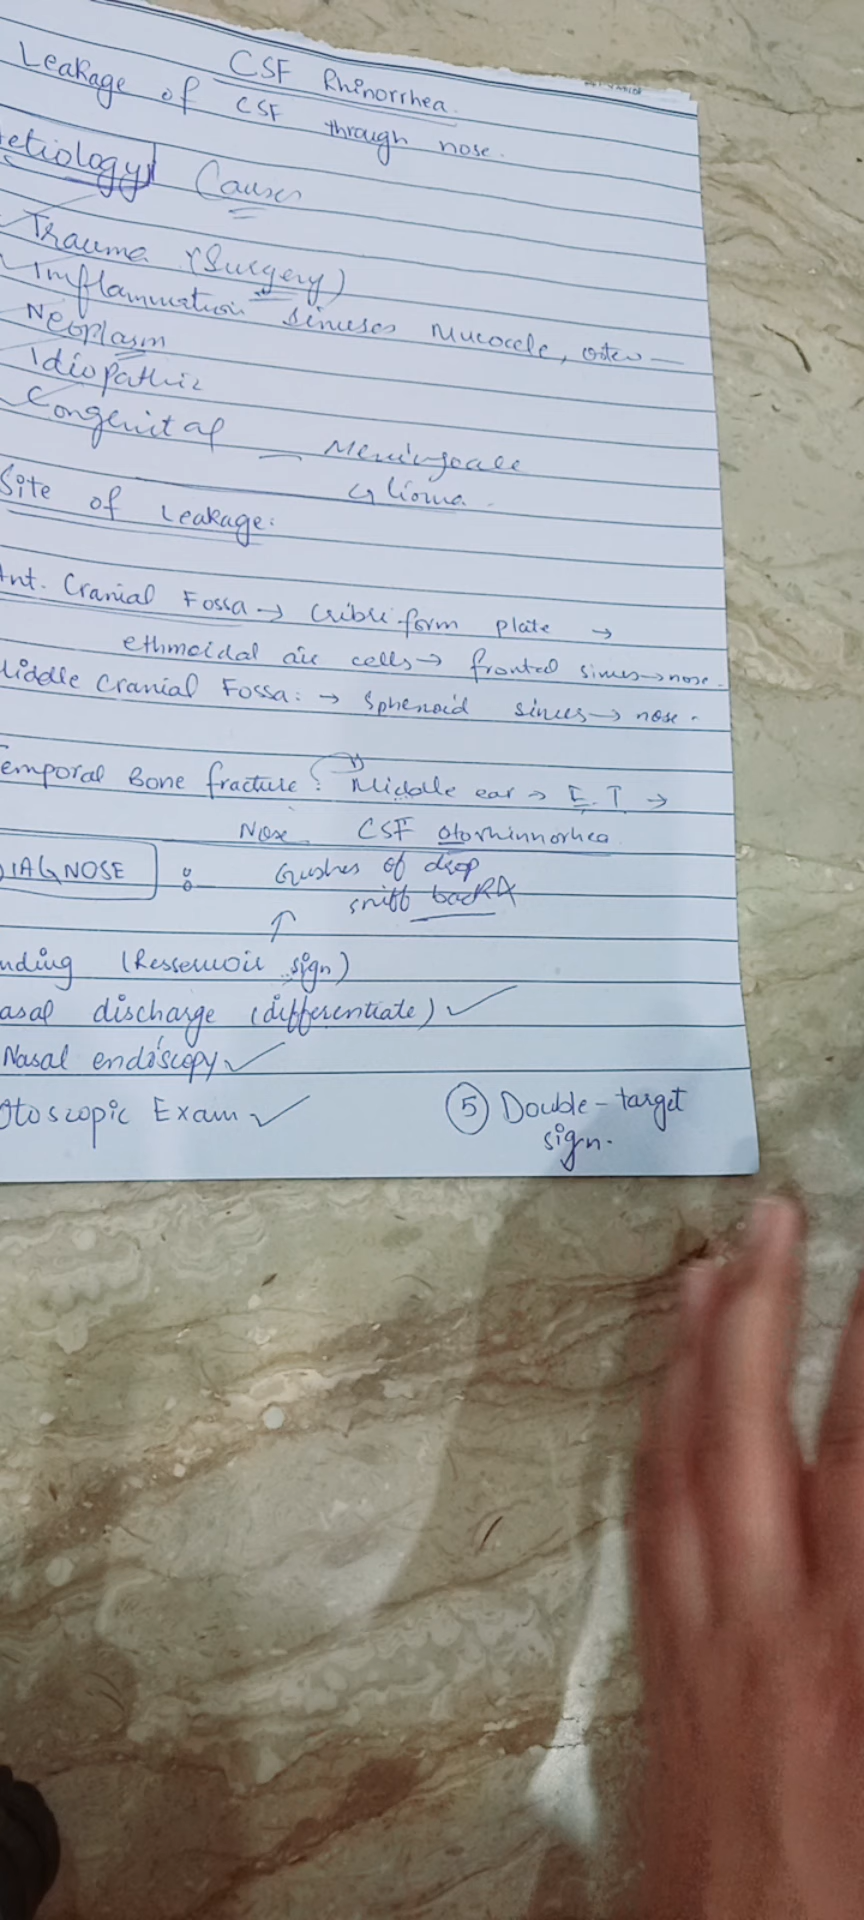 CSF Rhinorrhea.
Leakage of CSF through nose.
etiology Causes
Trauma (Surgery)
Inflammation sinuses Mucocele, osteo —
Neoplasm
Idiopathic
Congenital — Meningocele
Glioma.
Site of Leakage:
Ant. Cranial Fossa → Cribriform plate →
ethmoidal air cells → frontal sinus → nose.
Middle Cranial Fossa: → Sphenoid sinus → nose.
Temporal Bone fracture: Middle ear → E.T →
Nose. CSF otorhinnorhea
DIAGNOSE : Gushes of drop
sniff back
↑
nding (Resservoir sign)
asal discharge (differentiate) ✓
Nasal endoscopy ✓
Otoscopic Exam ✓ ⑤ Double-target
sign.